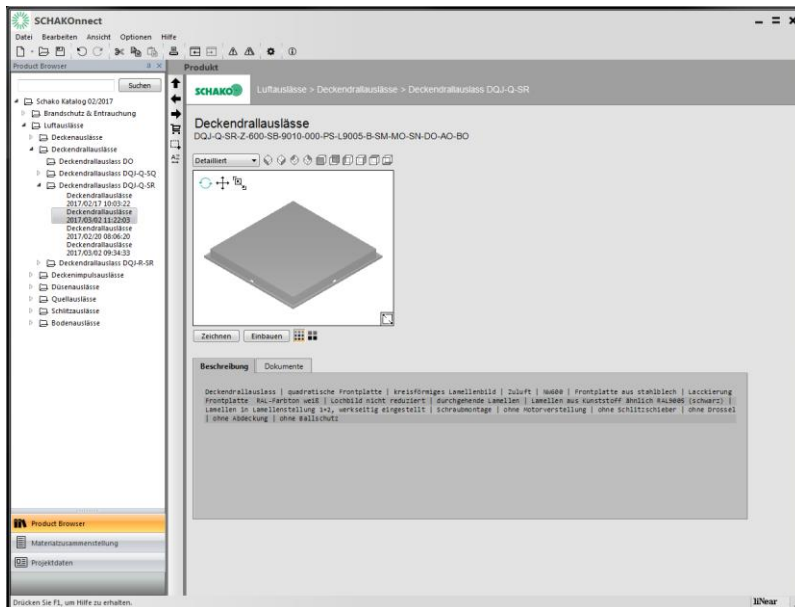 SCHAKOnnect
Datei Bearbeiten Ansicht Optionen Hilfe
Product Browser
Suchen
Schako Katalog 02/2017
Brandschutz & Entrauchung
Luftauslässe
Deckenauslässe
Deckendrallauslässe
Deckendrallauslass DO
Deckendrallauslass DQJ-Q-SQ
Deckendrallauslass DQJ-Q-SR
Deckendrallauslässe
2017/02/17 10:03:22
Deckendrallauslässe
2017/03/02 11:22:03
Deckendrallauslässe
2017/02/20 08:06:20
Deckendrallauslässe
2017/03/02 09:34:33
Deckendrallauslass DQJ-R-SR
Deckenimpulsauslässe
Düsenauslässe
Quellauslässe
Schlitzauslässe
Bodenauslässe
Product Browser
Materialzusammenstellung
Projektdaten
Drücken Sie F1, um Hilfe zu erhalten.
Produkt
SCHAKO
Luftauslässe > Deckendrallauslässe > Deckendrallauslass DQJ-Q-SR
Deckendrallauslässe
DQJ-Q-SR-Z-600-SB-9010-000-PS-L9005-B-SM-MO-SN-DO-AO-BO
Detailliert
Zeichnen Einbauen
Beschreibung Dokumente
Deckendrallauslass | quadratische Frontplatte | kreisförmiges Lamellenbild | Zuluft | NW600 | Frontplatte aus stahlblech | Lacckierung
Frontplatte RAL-Farbton weiß | Lochbild nicht reduziert | durchgehende Lamellen | Lamellen aus Kunststoff ähnlich RAL9005 (schwarz) |
Lamellen in Lamellenstellung 1+2, werkseitig eingestellt | Schraubmontage | ohne Motorverstellung | ohne Schlitzschieber | ohne Drossel
| ohne Abdeckung | ohne Ballschutz
liNear